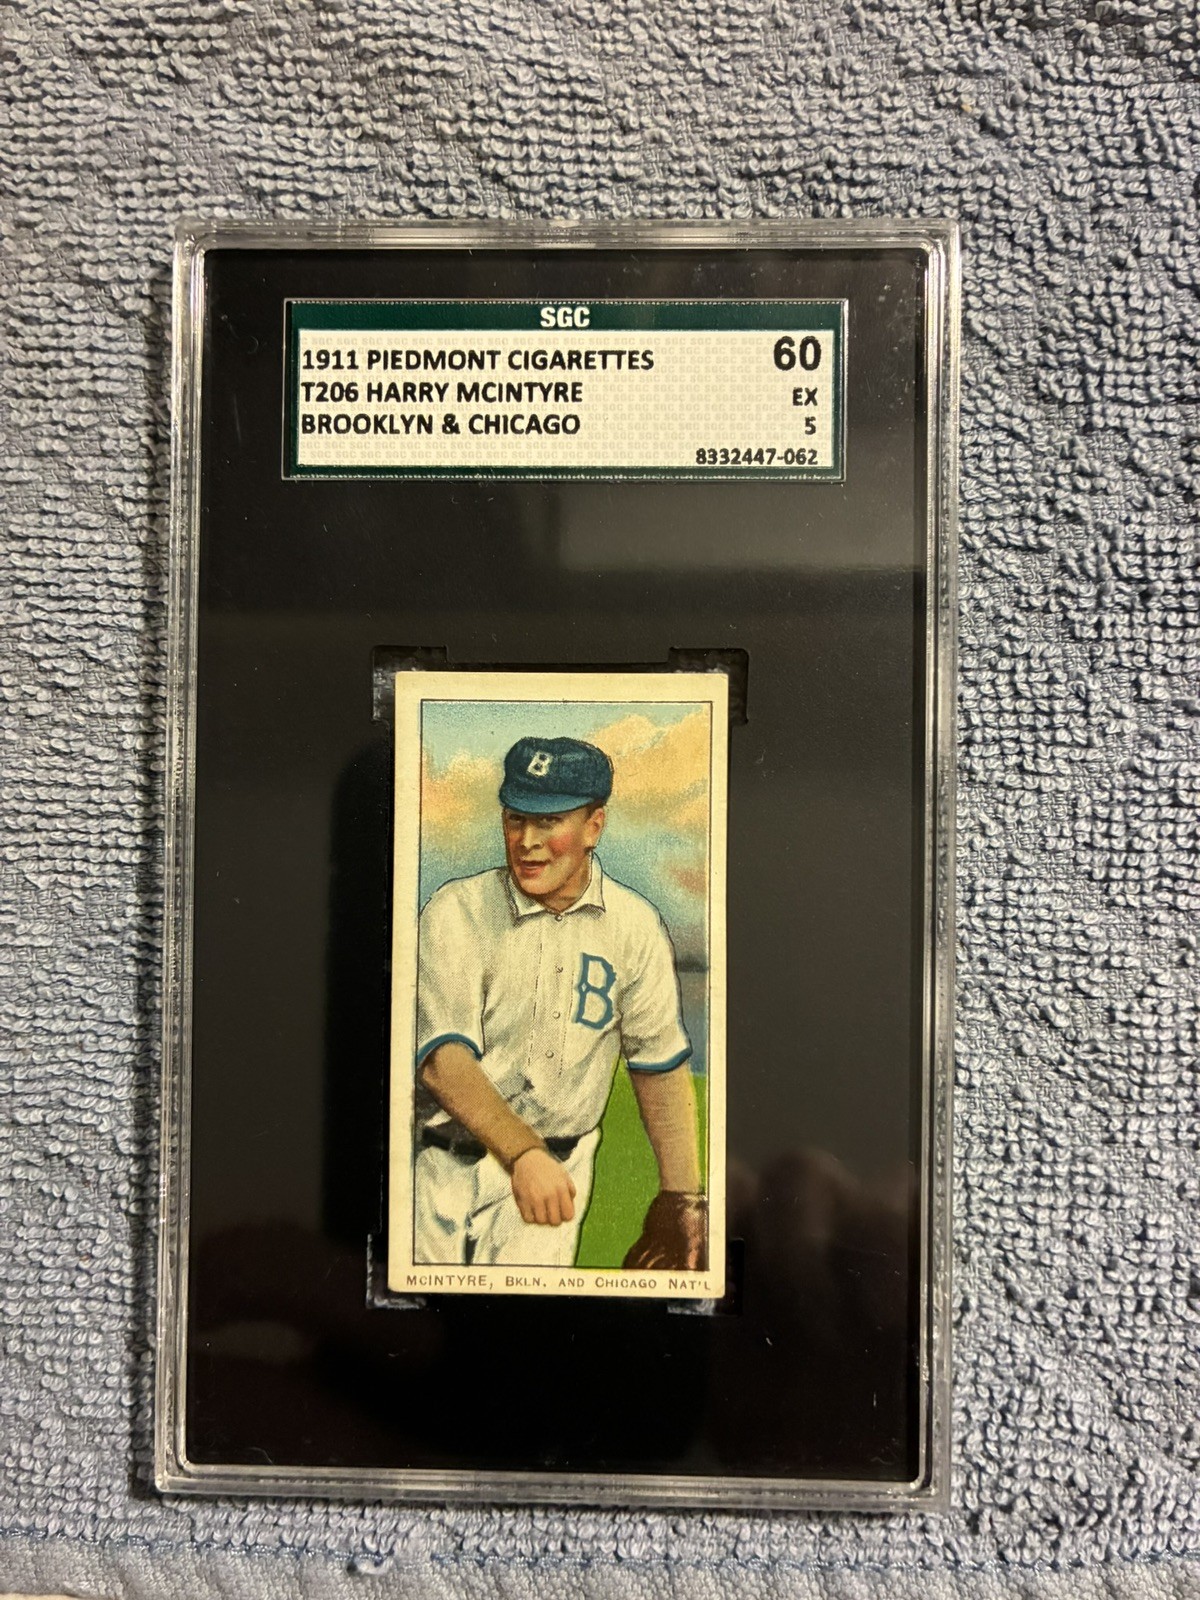 SGC
1911 PIEDMONT CIGARETTES 60
T206 HARRY MCINTYRE EX
BROOKLYN & CHICAGO 5
8332447-062
B
B
MCINTYRE, BKLN. AND CHICAGO NAT'L